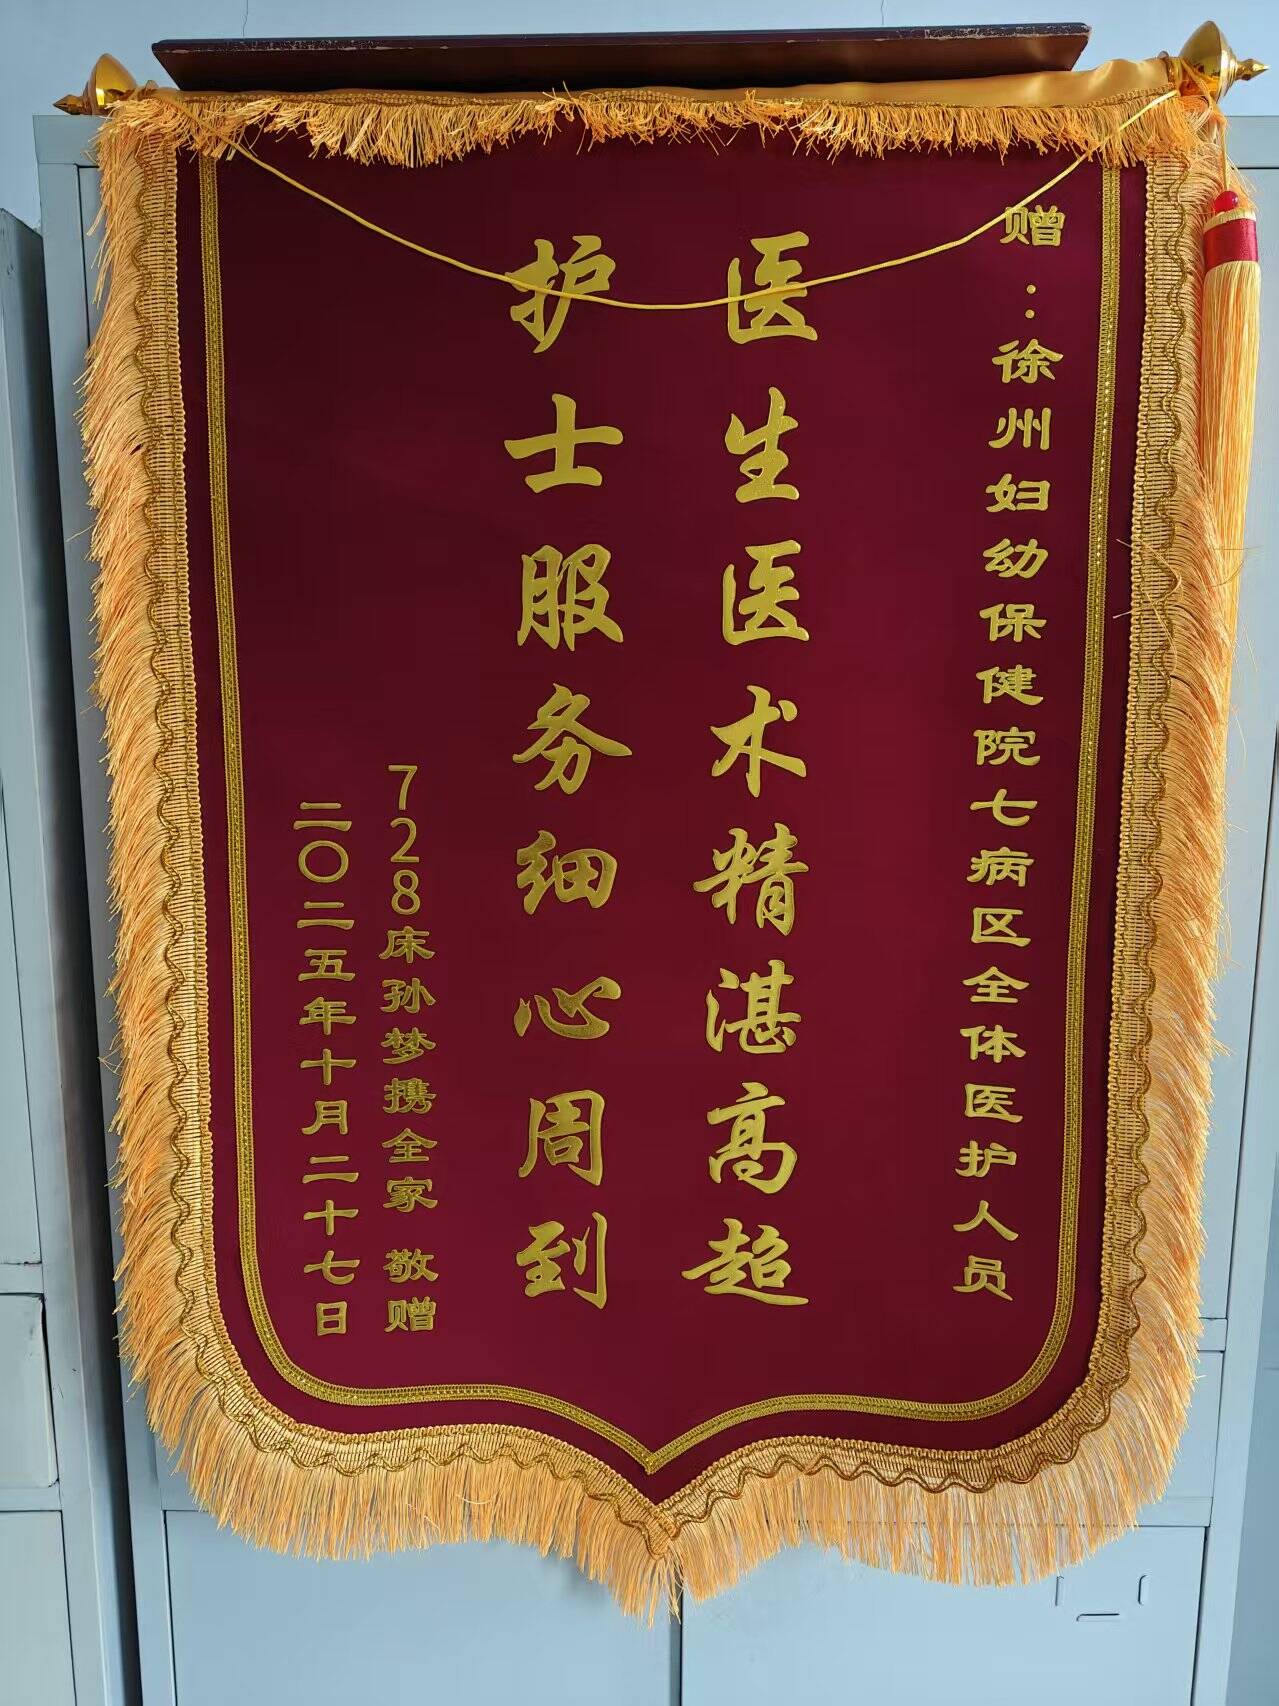 赠：徐州妇幼保健院七病区全体医护人员
医生医术精湛高超
护士服务细心周到
728床孙梦携全家 敬赠
二〇二五年十月二十七日